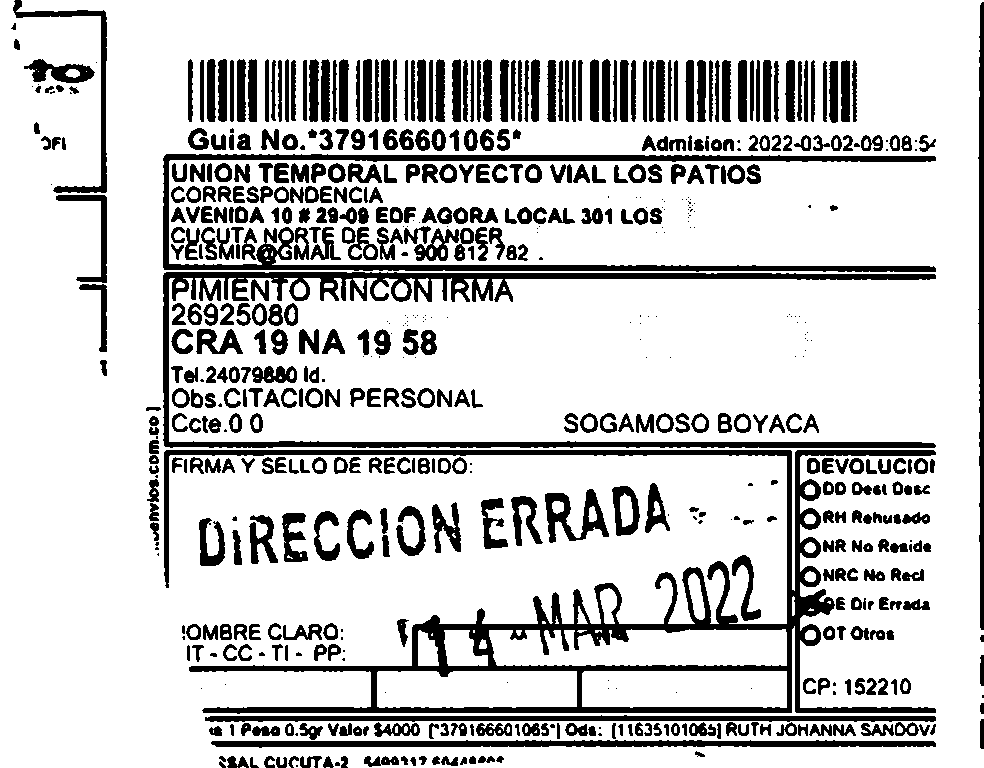 Guia No.*379166601065*
Admision: 2022-03-02-09:08:54
UNION TEMPORAL PROYECTO VIAL LOS PATIOS
CORRESPONDENCIA
AVENIDA 10 # 29-09 EDF AGORA LOCAL 301 LOS
CUCUTA NORTE DE SANTANDER
YEISMIR@GMAIL COM - 900 812 782 .
PIMIENTO RINCON IRMA
26925080
CRA 19 NA 19 58
Tel.24079880 Id.
Obs.CITACION PERSONAL
Ccte.0 0 SOGAMOSO BOYACA
FIRMA Y SELLO DE RECIBIDO:
DiRECCION ERRADA
14 MAR 2022
OMBRE CLARO:
IT - CC - TI - PP:
DEVOLUCIO
DD Dest Desc
RH Rehusado
NR No Reside
NRC No Recl
DE Dir Errada
OT Otros
CP: 152210
1 Peso 0.5gr Valor $4000 [*379166601065*] Ods: [11635101065] RUTH JOHANNA SANDOV
CUCUTA-2